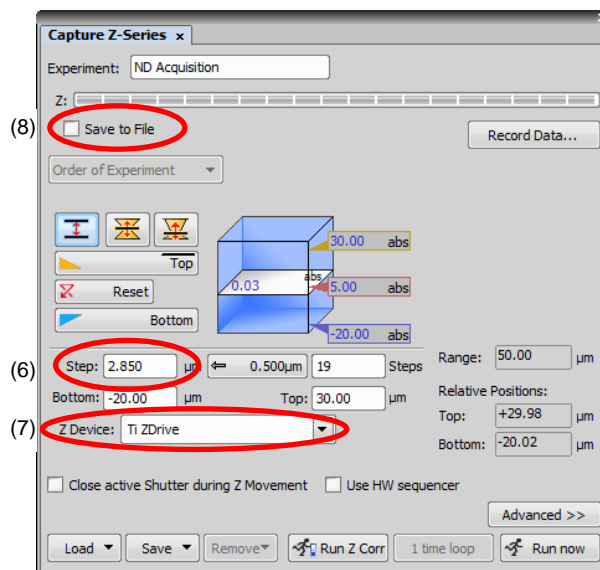 Capture Z-Series x
Experiment: ND Acquisition
Z:
(8) Save to File
Record Data...
Order of Experiment
30.00 abs
Top
0.03 abs 5.00 abs
Reset
Bottom
-20.00 abs
(6) Step: 2.850 µm 0.500µm 19 Steps Range: 50.00 µm
Bottom: -20.00 µm Top: 30.00 µm Relative Positions:
(7) Z Device: Ti ZDrive Top: +29.98 µm
Bottom: -20.02 µm
Close active Shutter during Z Movement Use HW sequencer
Advanced >>
Load Save Remove Run Z Corr 1 time loop Run now